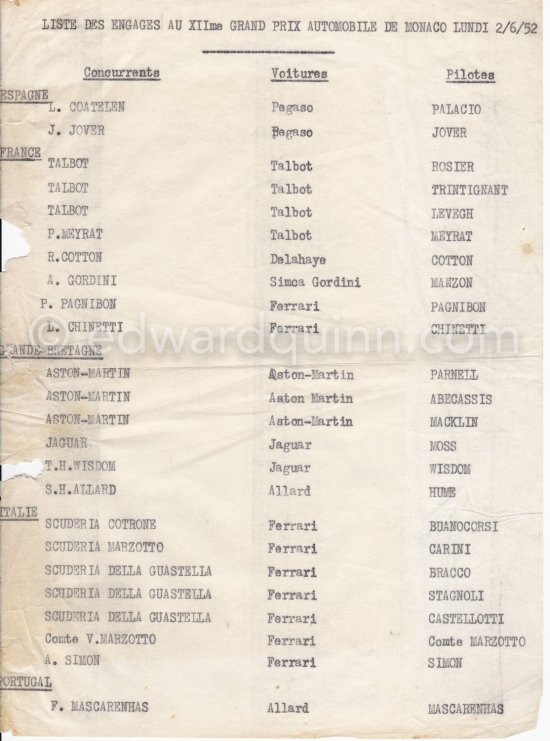 LISTE DES ENGAGES AU XIIme GRAND PRIX AUTOMOBILE DE MONACO LUNDI 2/6/52
Concurrents Voitures Pilotes
ESPAGNE
L. COATELEN Pegaso PALACIO
J. JOVER Pegaso JOVER
FRANCE
TALBOT Talbot ROSIER
TALBOT Talbot TRINTIGNANT
TALBOT Talbot LEVEGH
P.MEYRAT Talbot MEYRAT
R.COTTON Delahaye COTTON
A. GORDINI Simca Gordini MANZON
P. PAGNIBON Ferrari PAGNIBON
L. CHINETTI Ferrari CHINETTI
© edwardquinn.com
GRANDE-BRETAGNE
ASTON-MARTIN Aston-Martin PARNELL
ASTON-MARTIN Aston Martin ABECASSIS
ASTON-MARTIN Aston-Martin MACKLIN
JAGUAR Jaguar MOSS
T.H.WISDOM Jaguar WISDOM
S.H.ALLARD Allard HUME
ITALIE
SCUDERIA COTRONE Ferrari BUANOCORSI
SCUDERIA MARZOTTO Ferrari CARINI
SCUDERIA DELLA GUASTELLA Ferrari BRACCO
SCUDERIA DELLA GUASTELLA Ferrari STAGNOLI
SCUDERIA DELLA GUASTELLA Ferrari CASTELLOTTI
Comte V.MARZOTTO Ferrari Comte MARZOTTO
A. SIMON Ferrari SIMON
PORTUGAL
F. MASCARENHAS Allard MASCARENHAS